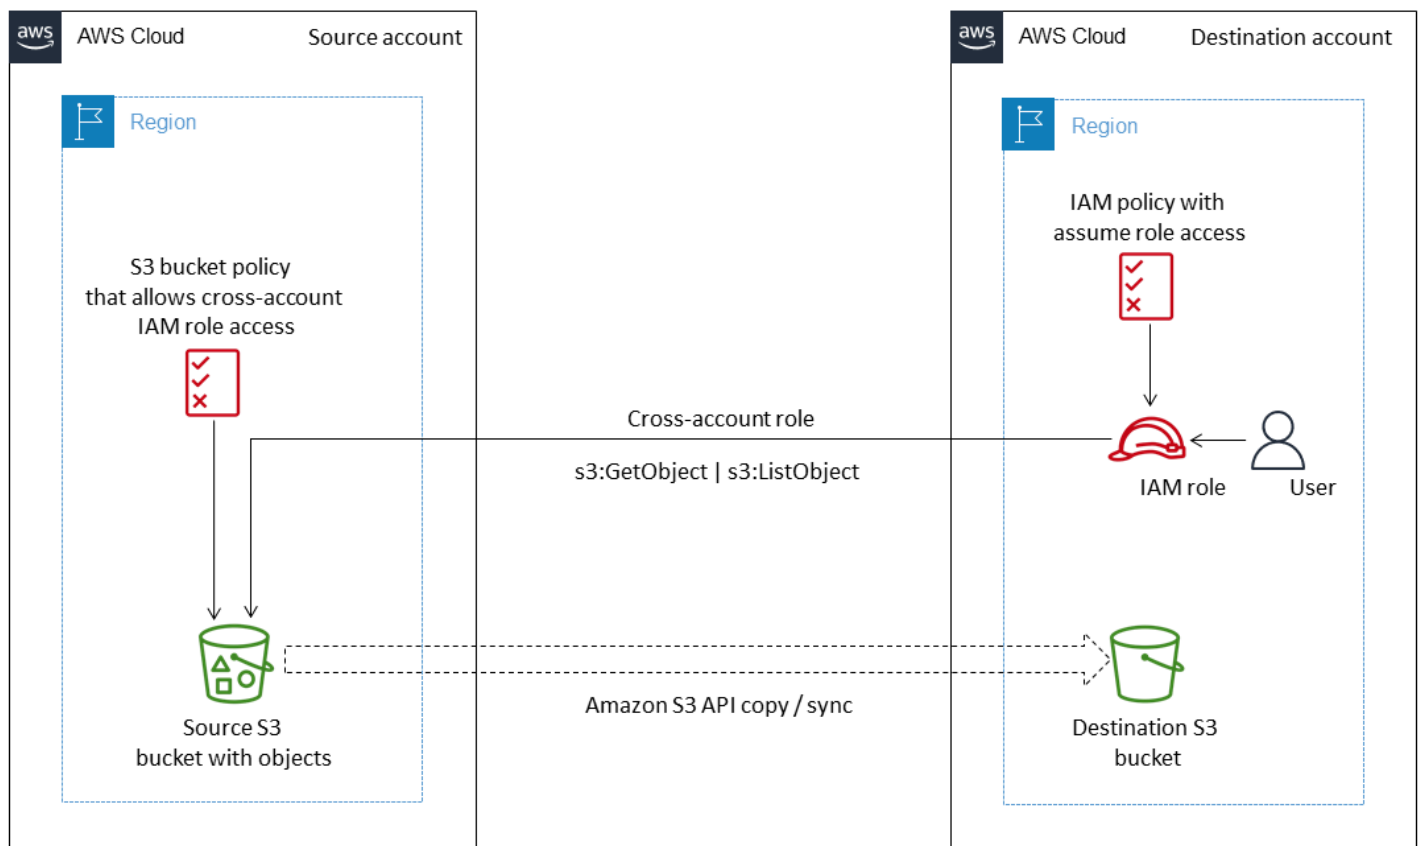 aws
AWS Cloud
Source account
Region
S3 bucket policy
that allows cross-account
IAM role access
Source S3
bucket with objects
Cross-account role
s3:GetObject | s3:ListObject
Amazon S3 API copy / sync
aws
AWS Cloud
Destination account
Region
IAM policy with
assume role access
IAM role
User
Destination S3
bucket